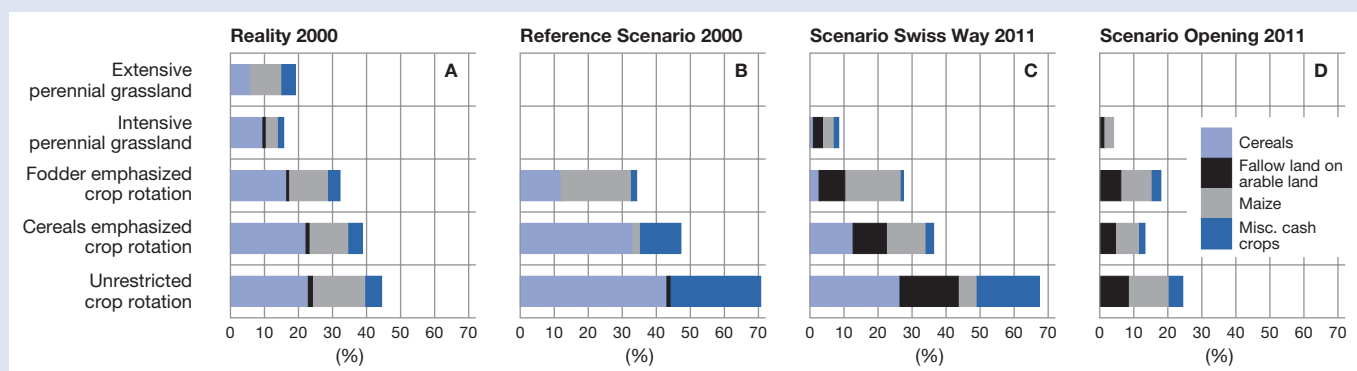 Reality 2000
Reference Scenario 2000
Scenario Swiss Way 2011
Scenario Opening 2011
A
B
C
D
Extensive
perennial grassland
Intensive
perennial grassland
Fodder emphasized
crop rotation
Cereals emphasized
crop rotation
Unrestricted
crop rotation
Cereals
Fallow land on
arable land
Maize
Misc. cash
crops
0 10 20 30 40 50 60 70
0 10 20 30 40 50 60 70
0 10 20 30 40 50 60 70
0 10 20 30 40 50 60 70
(%)
(%)
(%)
(%)